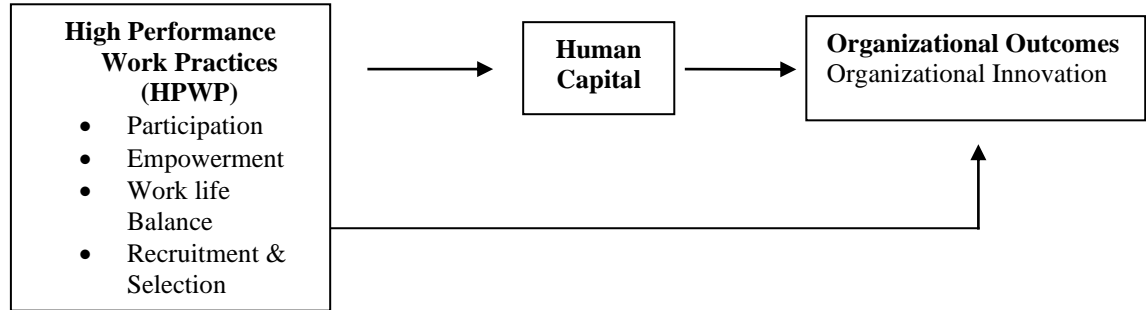 High Performance
Work Practices
(HPWP)
• Participation
• Empowerment
• Work life
Balance
• Recruitment &
Selection
Human
Capital
Organizational Outcomes
Organizational Innovation